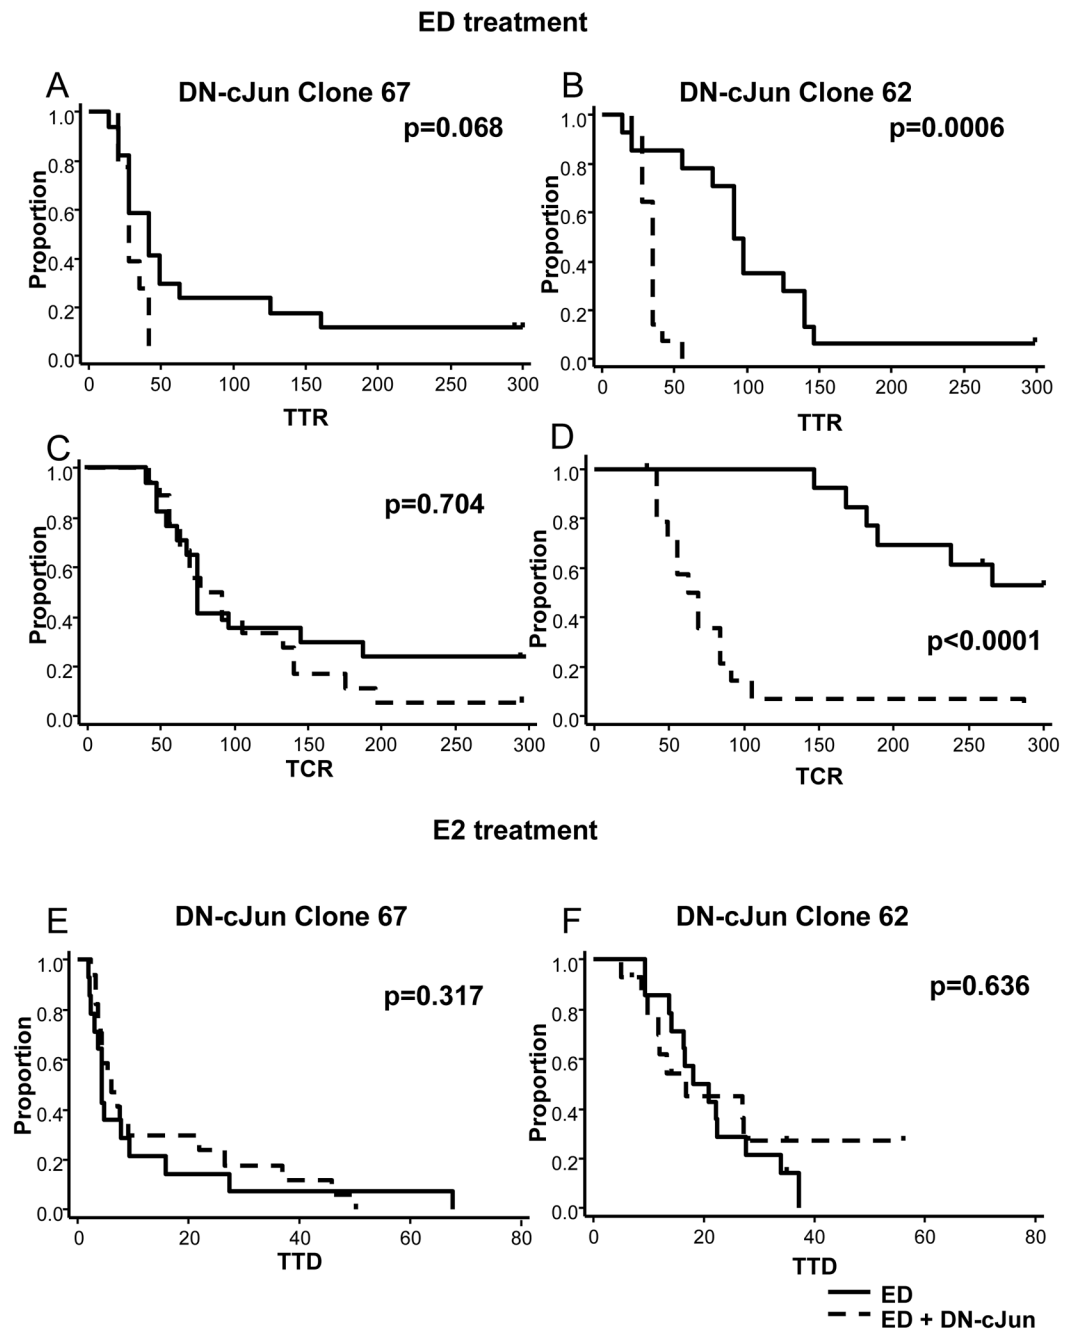 ED treatment
A
DN-cJun Clone 67
p=0.068
Proportion
1.0
0.8
0.6
0.4
0.2
0.0
0 50 100 150 200 250 300
TTR
B
DN-cJun Clone 62
p=0.0006
Proportion
1.0
0.8
0.6
0.4
0.2
0.0
0 50 100 150 200 250 300
TTR
C
p=0.704
Proportion
1.0
0.8
0.6
0.4
0.2
0.0
0 50 100 150 200 250 300
TCR
D
p<0.0001
Proportion
1.0
0.8
0.6
0.4
0.2
0.0
0 50 100 150 200 250 300
TCR
E2 treatment
E
DN-cJun Clone 67
p=0.317
Proportion
1.0
0.8
0.6
0.4
0.2
0.0
0 20 40 60 80
TTD
F
DN-cJun Clone 62
p=0.636
Proportion
1.0
0.8
0.6
0.4
0.2
0.0
0 20 40 60 80
TTD
ED
ED + DN-cJun